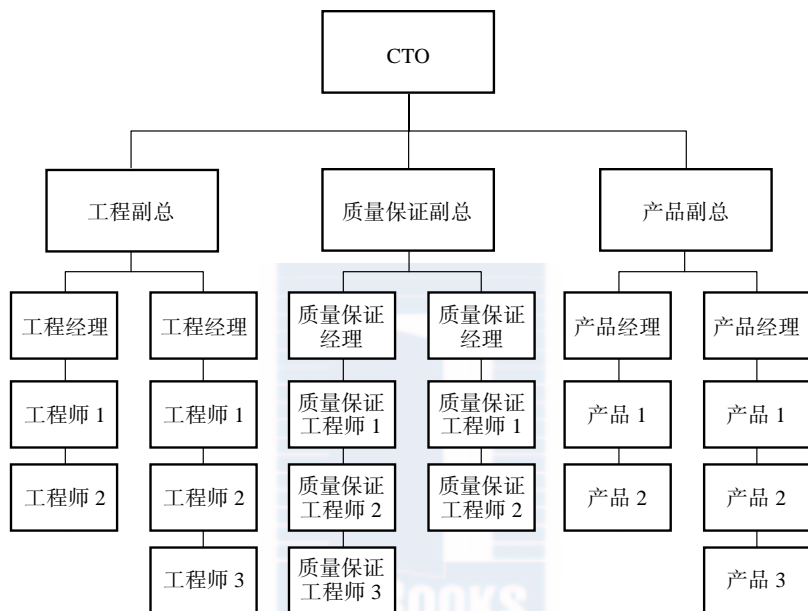 CTO
工程副总
质量保证副总
产品副总
工程经理
工程经理
质量保证
经理
质量保证
经理
产品经理
产品经理
工程师 1
工程师 1
质量保证
工程师 1
质量保证
工程师 1
产品 1
产品 1
工程师 2
工程师 2
质量保证
工程师 2
质量保证
工程师 2
产品 2
产品 2
工程师 3
质量保证
工程师 3
产品 3